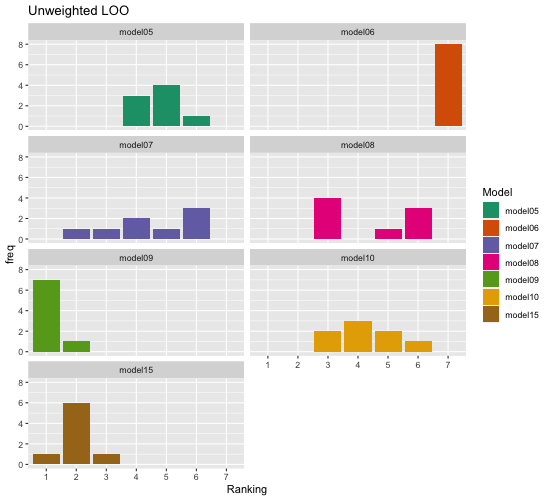 Unweighted LOO
model05
model06
8
6
4
2
0
model07
model08
8
6
4
2
0
model09
model10
8
6
4
2
0
1 2 3 4 5 6 7
model15
8
6
4
2
0
1 2 3 4 5 6 7
freq
Ranking
Model
model05
model06
model07
model08
model09
model10
model15